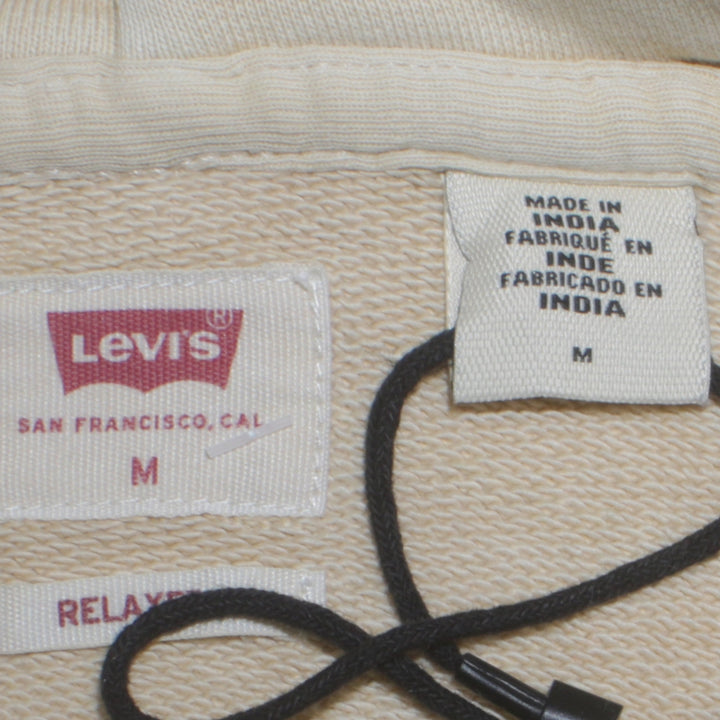 MADE IN
INDIA
FABRIQUÉ EN
INDE
FABRICADO EN
INDIA
M
LEVI'S®
SAN FRANCISCO, CAL
M